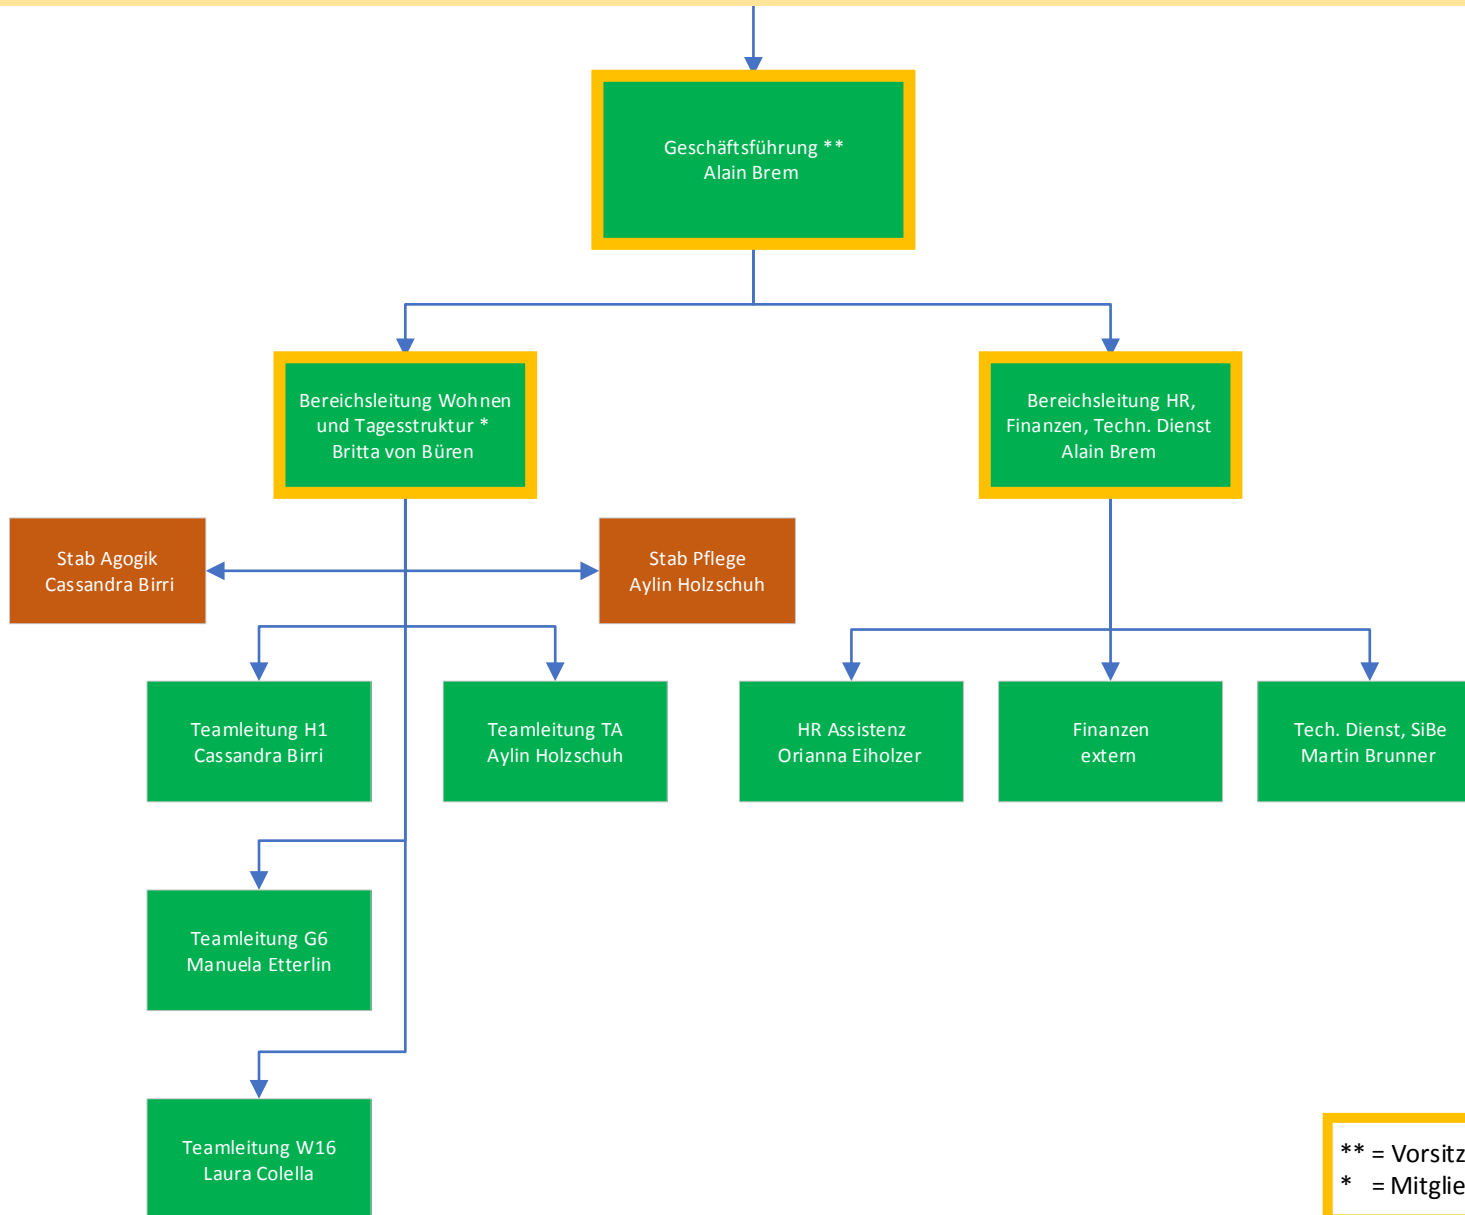 Geschäftsführung **
Alain Brem
Bereichsleitung Wohnen
und Tagesstruktur *
Britta von Büren
Bereichsleitung HR,
Finanzen, Techn. Dienst
Alain Brem
Stab Agogik
Cassandra Birri
Stab Pflege
Aylin Holzschuh
Teamleitung H1
Cassandra Birri
Teamleitung TA
Aylin Holzschuh
HR Assistenz
Orianna Eiholzer
Finanzen
extern
Tech. Dienst, SiBe
Martin Brunner
Teamleitung G6
Manuela Etterlin
Teamleitung W16
Laura Colella
** = Vorsitz
* = Mitglie